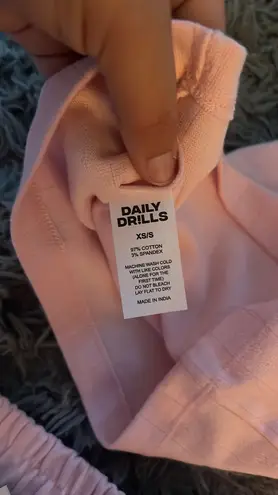 DAILY
DRILLS
XS/S
97% COTTON
3% SPANDEX
MACHINE WASH COLD
WITH LIKE COLORS
(ALONE FOR THE
FIRST TIME)
DO NOT BLEACH
LAY FLAT TO DRY
MADE IN INDIA